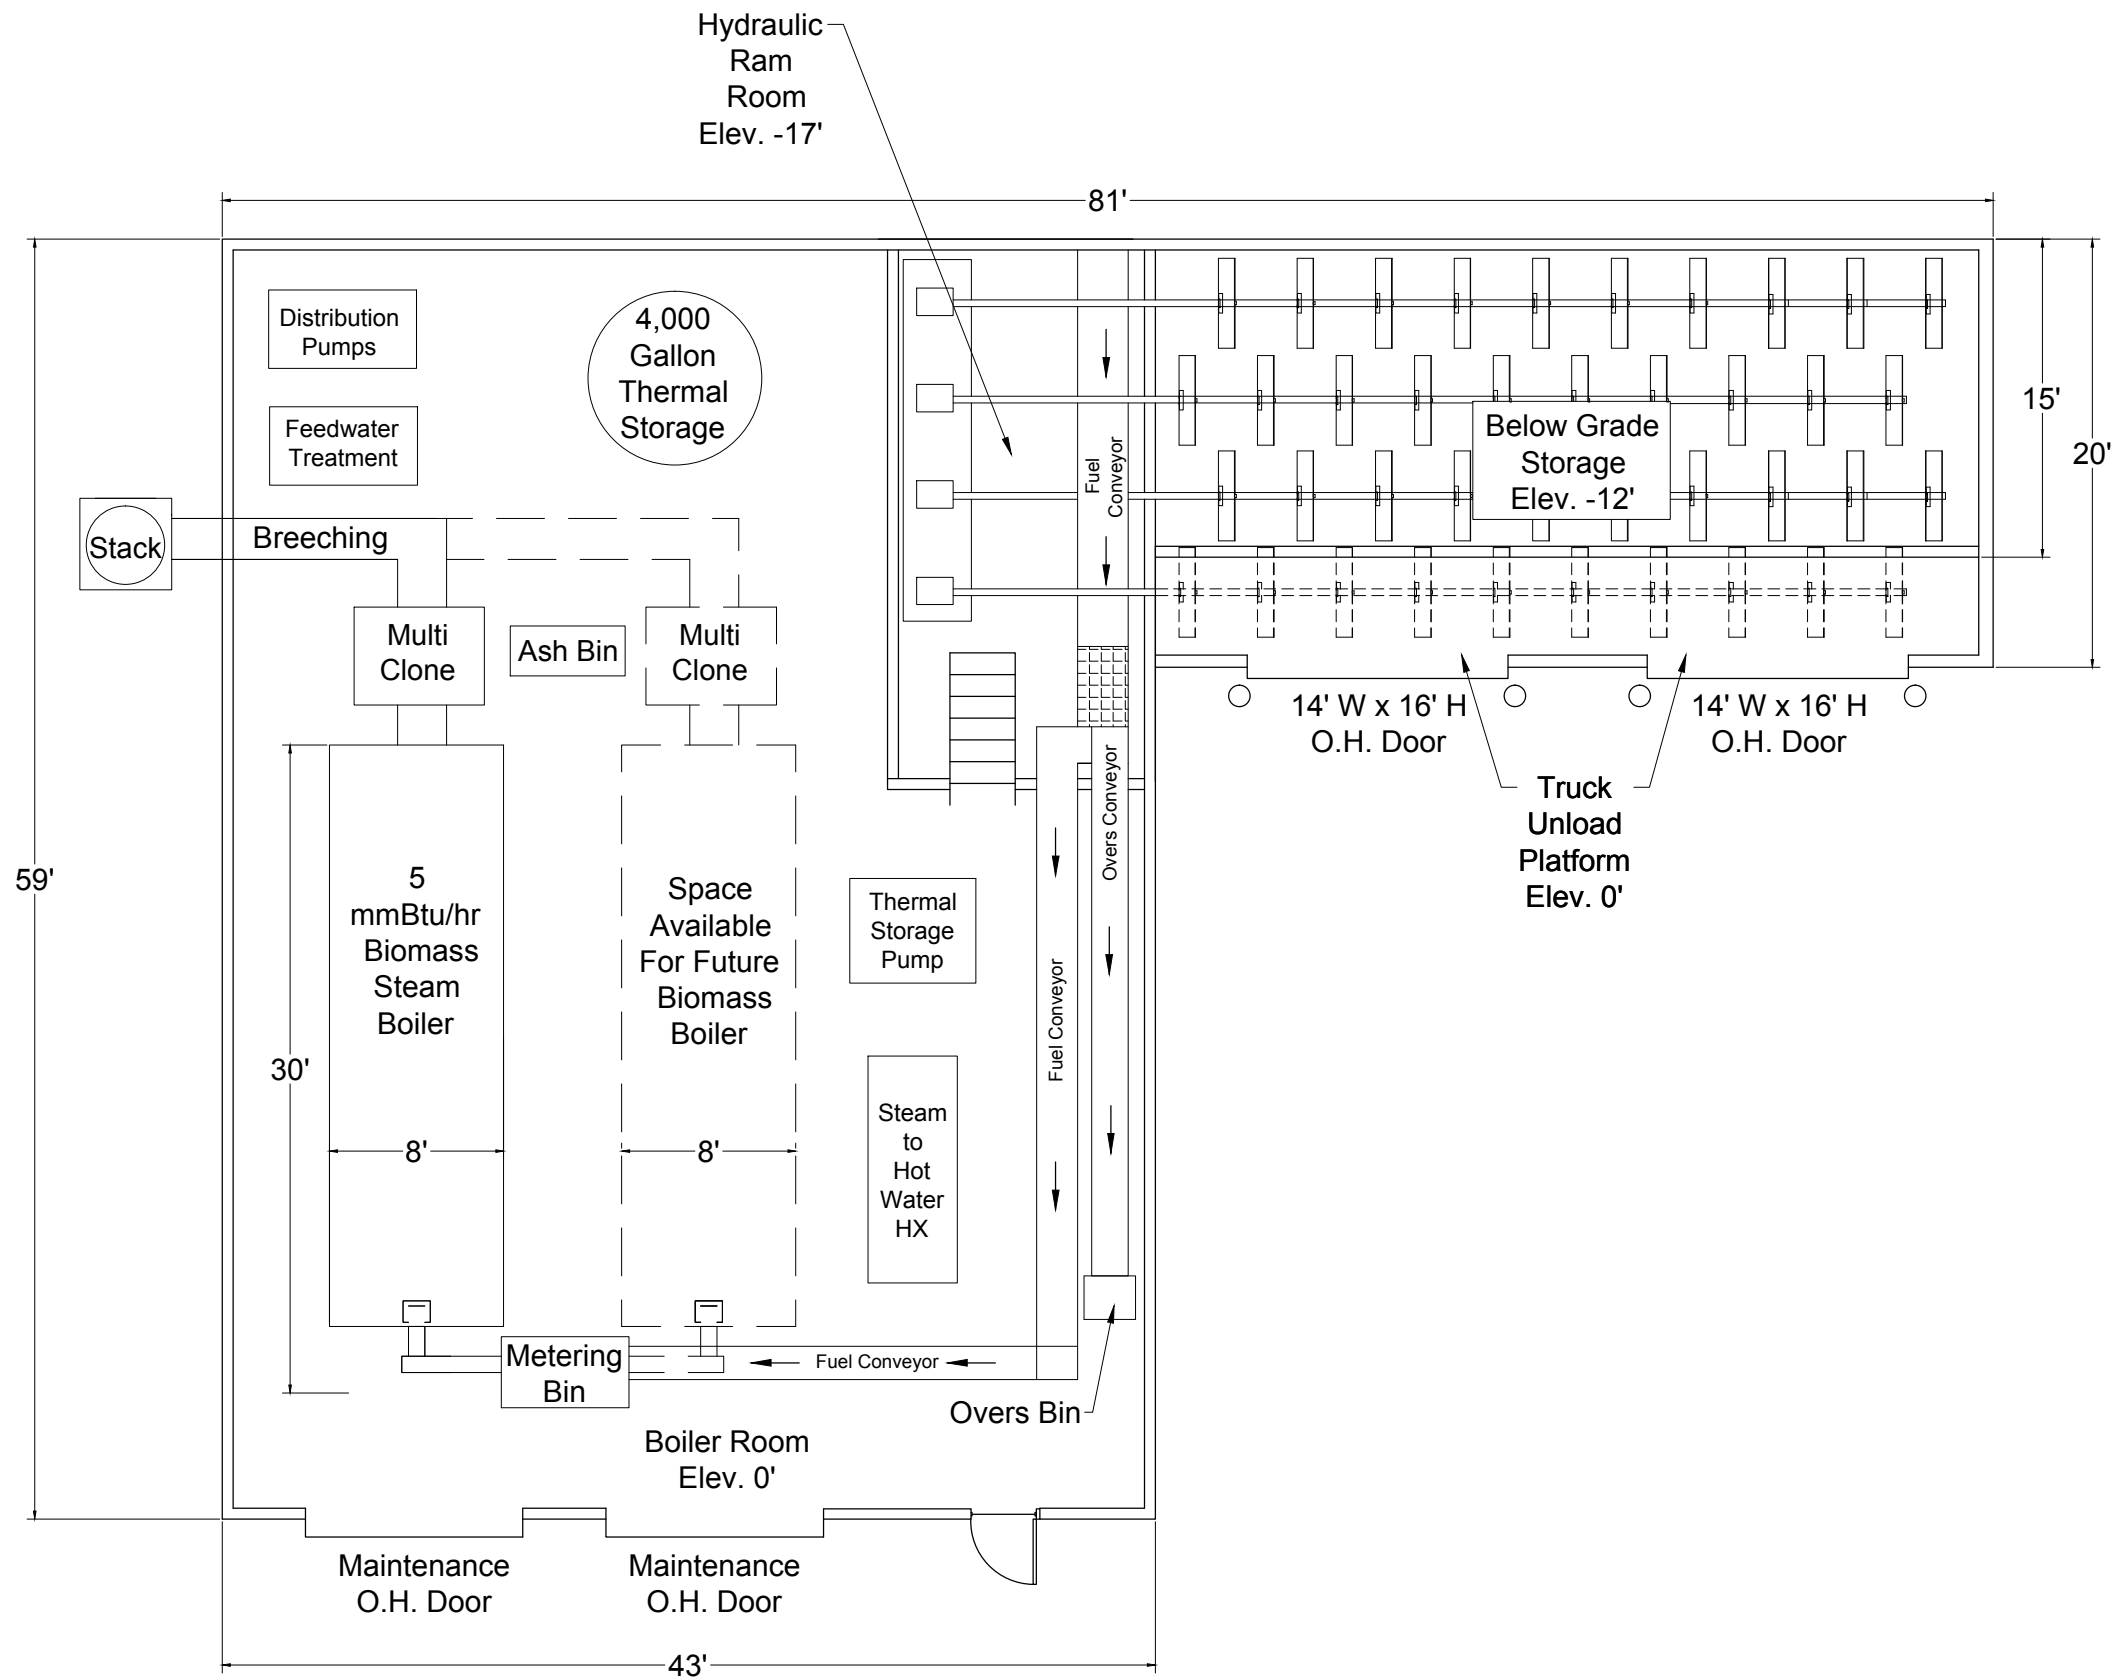 Hydraulic
Ram
Room
Elev. -17'
81'
Distribution
Pumps
4,000
Gallon
Thermal
Storage
Feedwater
Treatment
Fuel
Conveyor
Below Grade
Storage
Elev. -12'
15'
20'
Stack
Breeching
Multi
Clone
Ash Bin
Multi
Clone
14' W x 16' H
O.H. Door
14' W x 16' H
O.H. Door
Truck
Unload
Platform
Elev. 0'
59'
5
mmBtu/hr
Biomass
Steam
Boiler
Space
Available
For Future
Biomass
Boiler
Thermal
Storage
Pump
Overs Conveyor
Fuel Conveyor
30'
8'
8'
Steam
to
Hot
Water
HX
Metering
Bin
Fuel Conveyor
Overs Bin
Boiler Room
Elev. 0'
Maintenance
O.H. Door
Maintenance
O.H. Door
43'